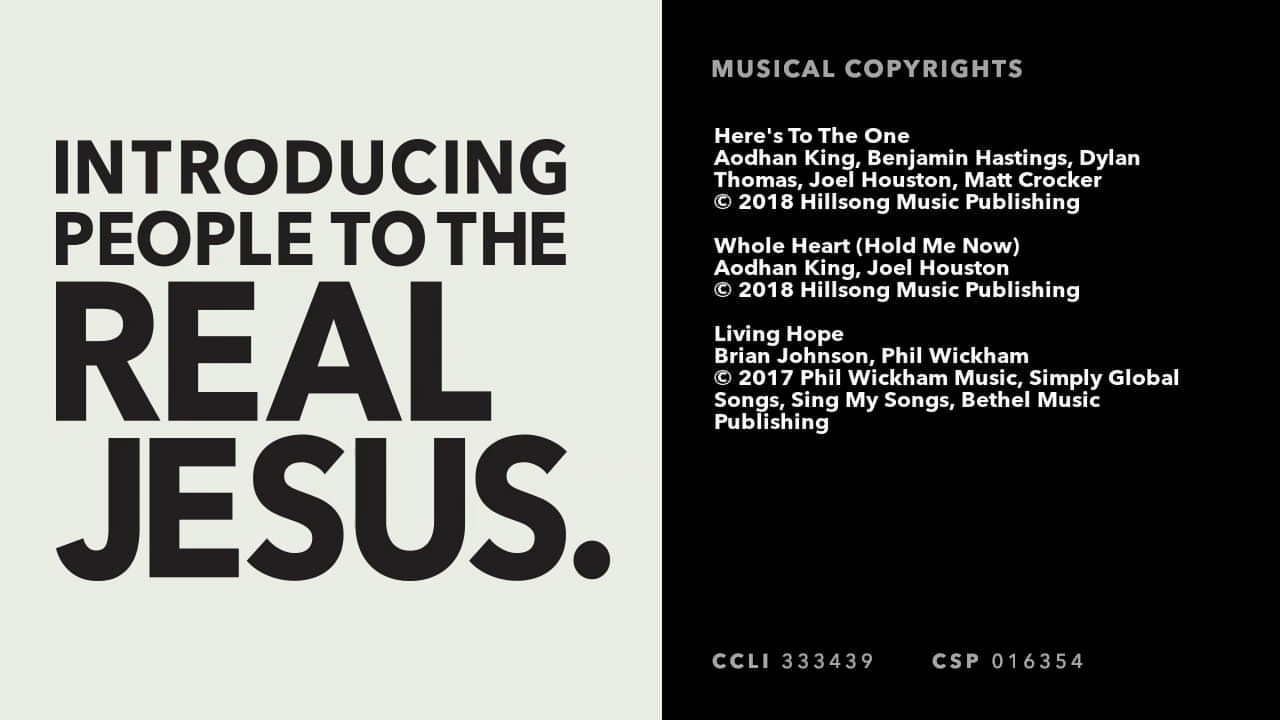 INTRODUCING
PEOPLE TO THE
REAL
JESUS.
MUSICAL COPYRIGHTS
Here's To The One
Aodhan King, Benjamin Hastings, Dylan
Thomas, Joel Houston, Matt Crocker
© 2018 Hillsong Music Publishing
Whole Heart (Hold Me Now)
Aodhan King, Joel Houston
© 2018 Hillsong Music Publishing
Living Hope
Brian Johnson, Phil Wickham
© 2017 Phil Wickham Music, Simply Global
Songs, Sing My Songs, Bethel Music
Publishing
CCLI 333439 CSP 016354